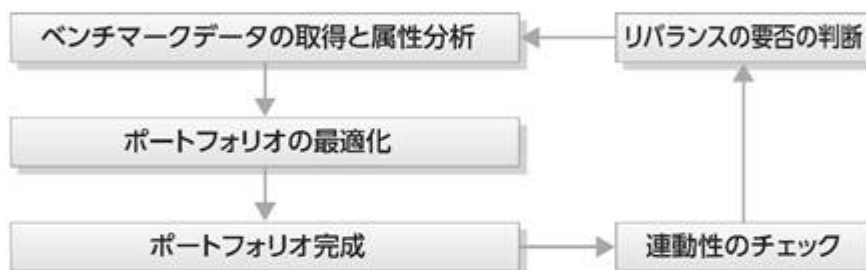 ベンチマークデータの取得と属性分析
リバランスの要否の判断
ポートフォリオの最適化
ポートフォリオ完成
連動性のチェック